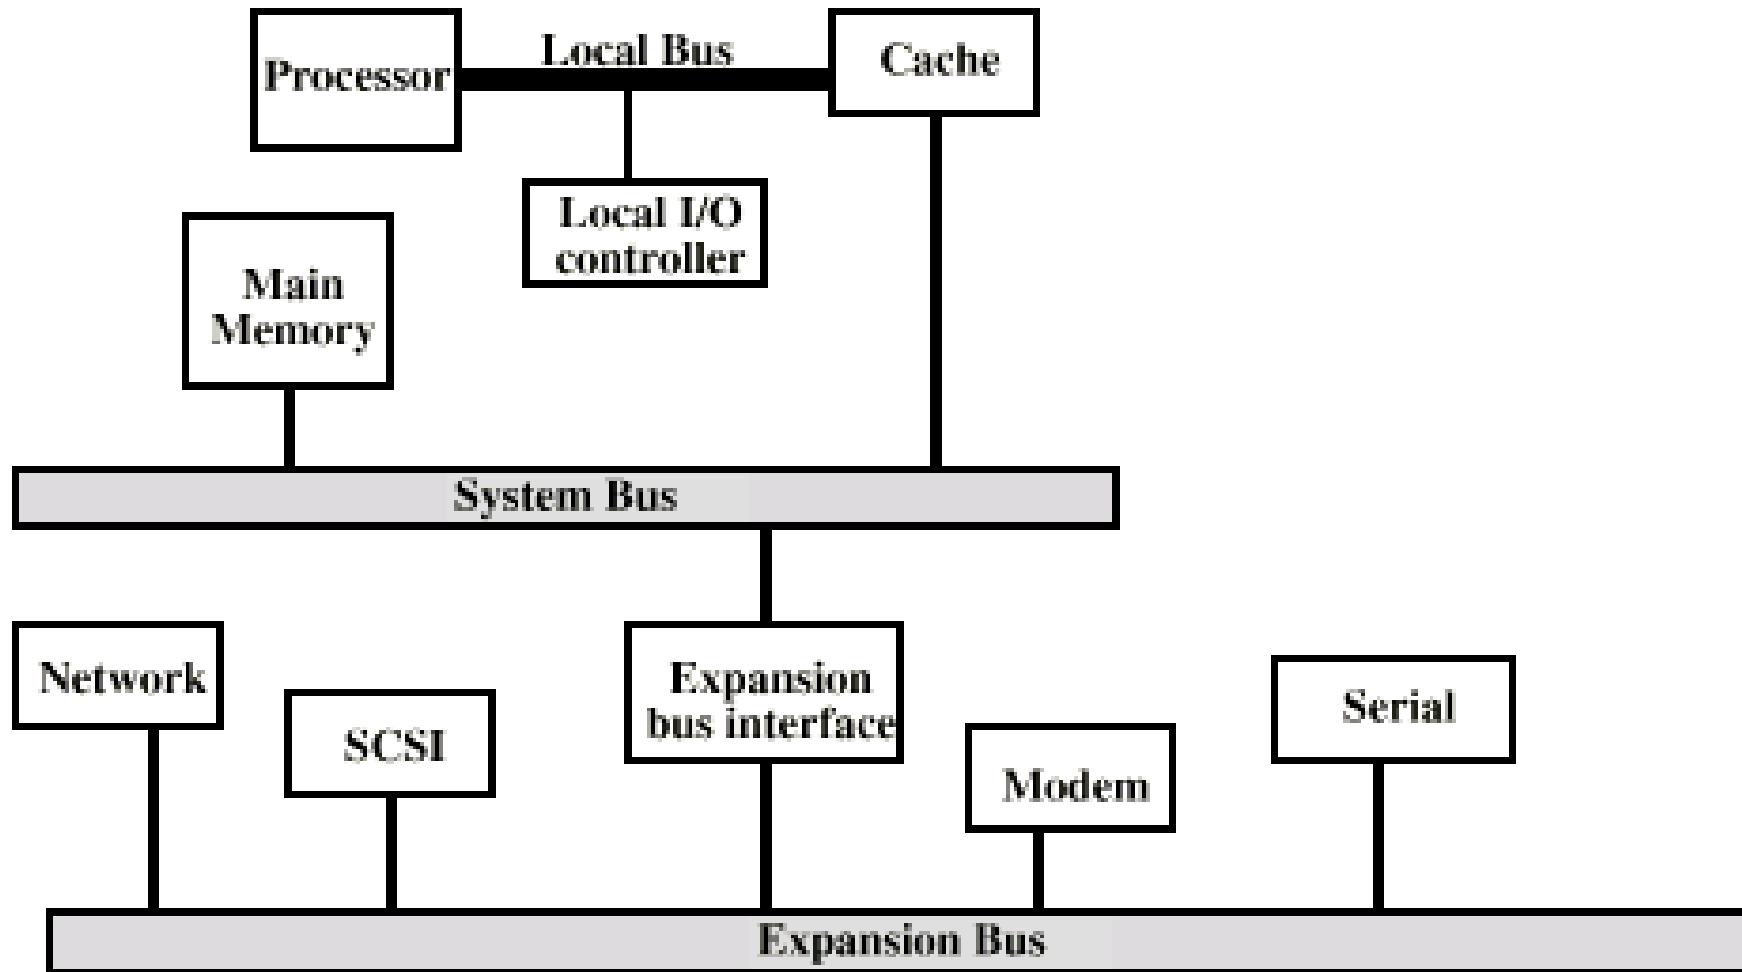 Processor
Local Bus
Cache
Local I/O
controller
Main
Memory
System Bus
Network
SCSI
Expansion
bus interface
Modem
Serial
Expansion Bus